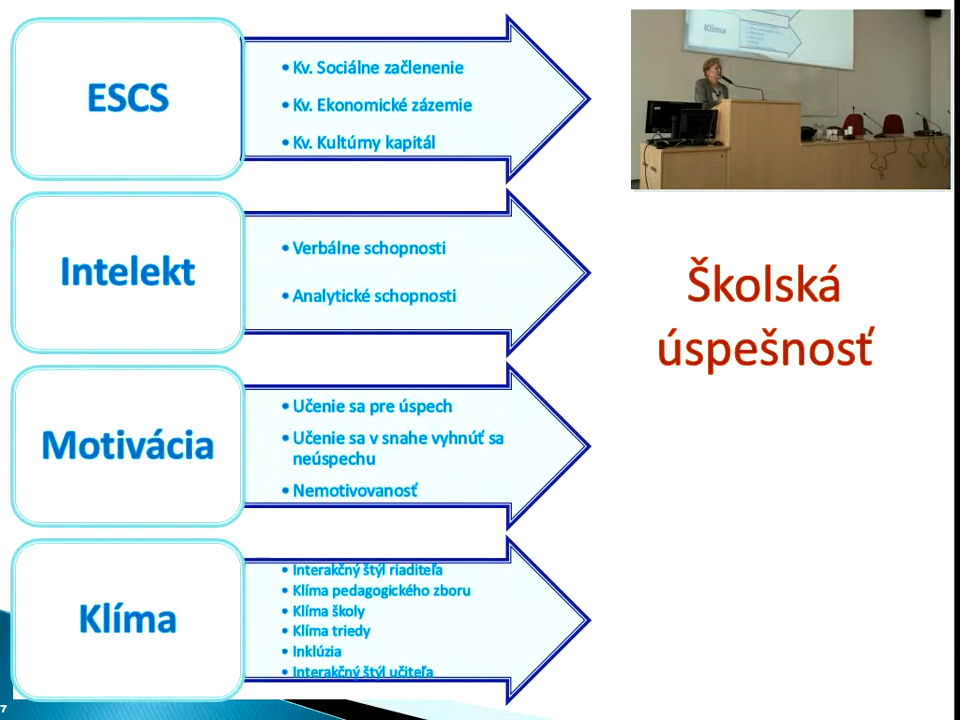 ESCS
• Kv. Sociálne začlenenie
• Kv. Ekonomické zázemie
• Kv. Kultúrny kapitál
Intelekt
• Verbálne schopnosti
• Analytické schopnosti
Motivácia
• Učenie sa pre úspech
• Učenie sa v snahe vyhnúť sa
neúspechu
• Nemotivovanosť
Klíma
• Interakčný štýl riaditeľa
• Klíma pedagogického zboru
• Klíma školy
• Klíma triedy
• Inklúzia
• Interakčný štýl učiteľa
Klíma
Školská
úspešnosť
7